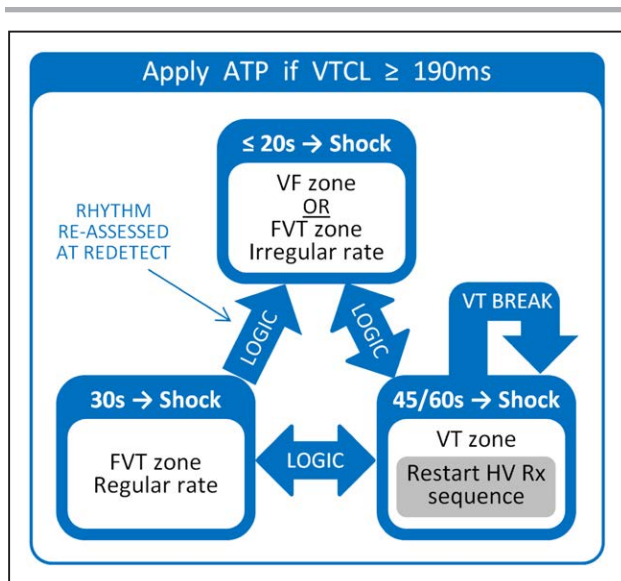 Apply ATP if VTCL ≥ 190ms
≤ 20s → Shock
VF zone
OR
FVT zone
Irregular rate
RHYTHM
RE-ASSESSED
AT REDETECT
LOGIC
LOGIC
VT BREAK
30s → Shock
FVT zone
Regular rate
LOGIC
45/60s → Shock
VT zone
Restart HV Rx
sequence